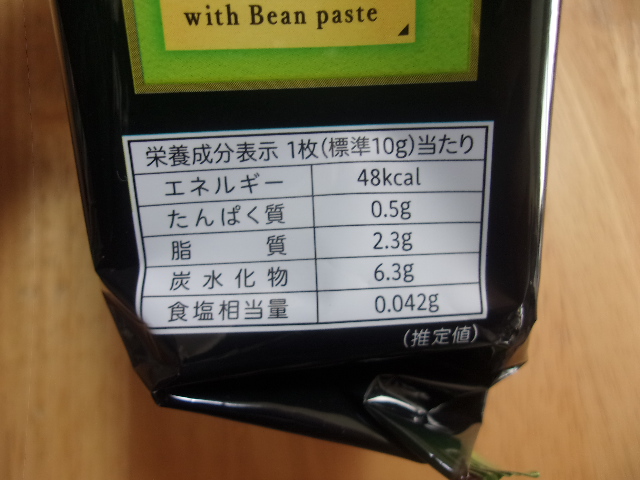 with Bean paste
栄養成分表示 1枚(標準10g)当たり
エネルギー 48kcal
たんぱく質 0.5g
脂質 2.3g
炭水化物 6.3g
食塩相当量 0.042g
(推定値)